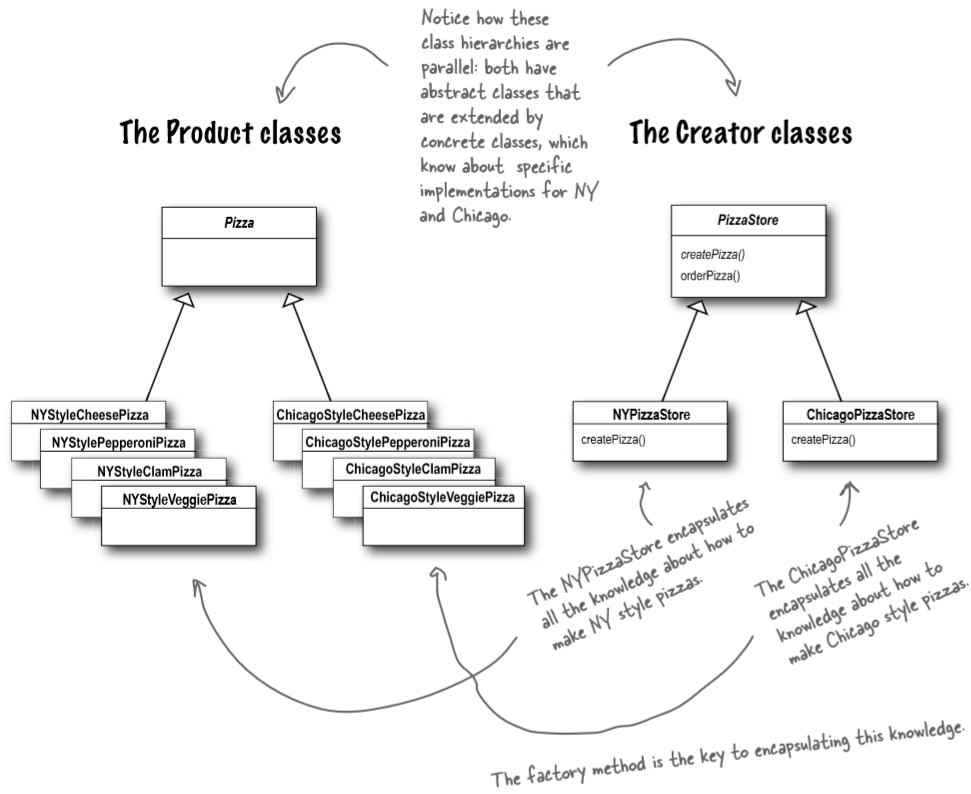 Notice how these
class hierarchies are
parallel: both have
abstract classes that
are extended by
concrete classes, which
know about specific
implementations for NY
and Chicago.
The Product classes
The Creator classes
Pizza
PizzaStore
createPizza()
orderPizza()
NYStyleCheesePizza
NYStylePepperoniPizza
NYStyleClamPizza
NYStyleVeggiePizza
ChicagoStyleCheesePizza
ChicagoStylePepperoniPizza
ChicagoStyleClamPizza
ChicagoStyleVeggiePizza
NYPizzaStore
createPizza()
ChicagoPizzaStore
createPizza()
The NYPizzaStore encapsulates
all the knowledge about how to
make NY style pizzas.
The ChicagoPizzaStore
encapsulates all the
knowledge about how to
make Chicago style pizzas.
The factory method is the key to encapsulating this knowledge.